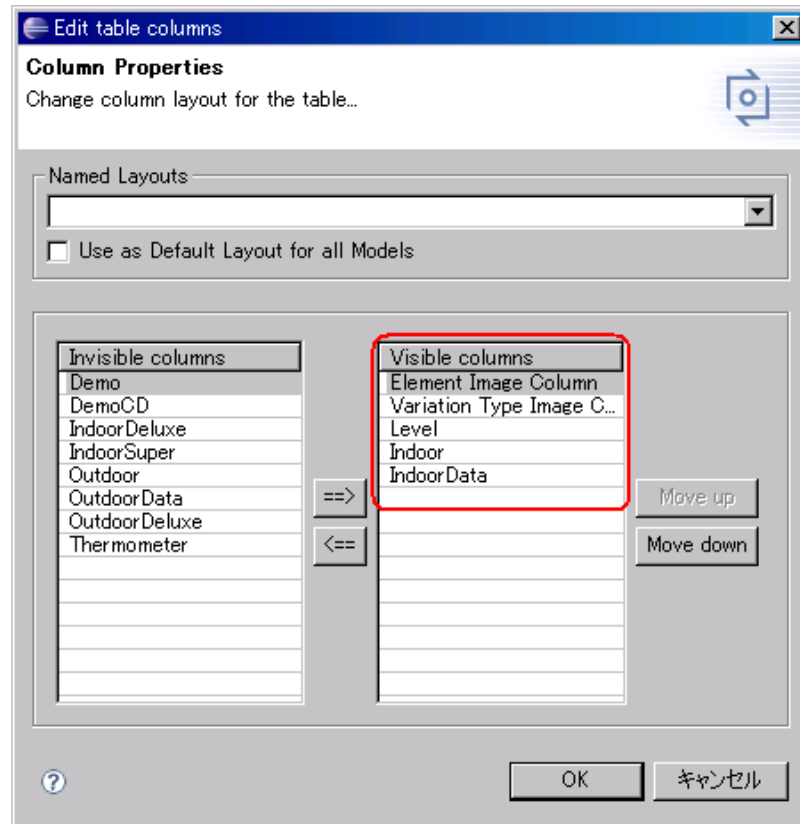 Edit table columns
Column Properties
Change column layout for the table...
Named Layouts
Use as Default Layout for all Models
Invisible columns
Demo
DemoCD
IndoorDeluxe
IndoorSuper
Outdoor
OutdoorData
OutdoorDeluxe
Thermometer
==>
<==
Visible columns
Element Image Column
Variation Type Image C...
Level
Indoor
IndoorData
Move up
Move down
?
OK
キャンセル